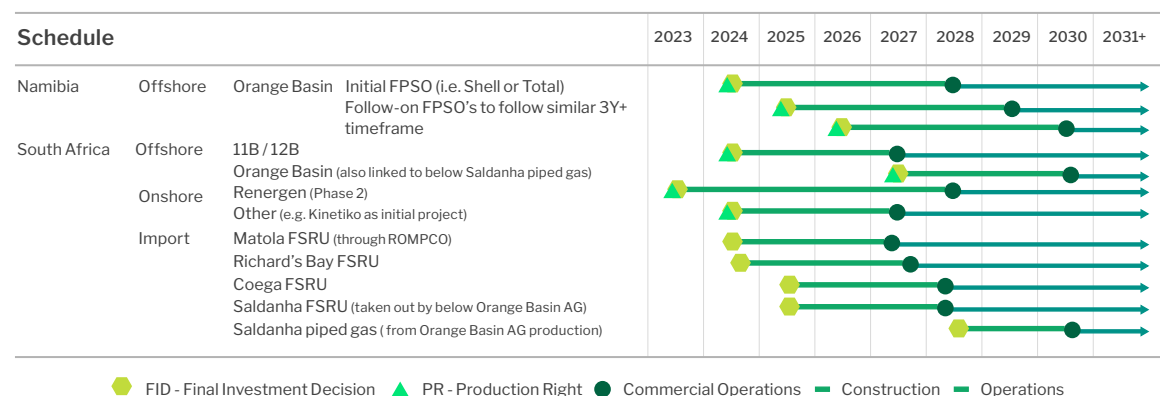 Schedule 2023 2024 2025 2026 2027 2028 2029 2030 2031+
Namibia Offshore Orange Basin Initial FPSO (i.e. Shell or Total)
Follow-on FPSO's to follow similar 3Y+
timeframe
South Africa Offshore 11B / 12B
Orange Basin (also linked to below Saldanha piped gas)
Onshore Renergen (Phase 2)
Other (e.g. Kinetiko as initial project)
Import Matola FSRU (through ROMPCO)
Richard's Bay FSRU
Coega FSRU
Saldanha FSRU (taken out by below Orange Basin AG)
Saldanha piped gas ( from Orange Basin AG production)
FID - Final Investment Decision PR - Production Right Commercial Operations Construction Operations